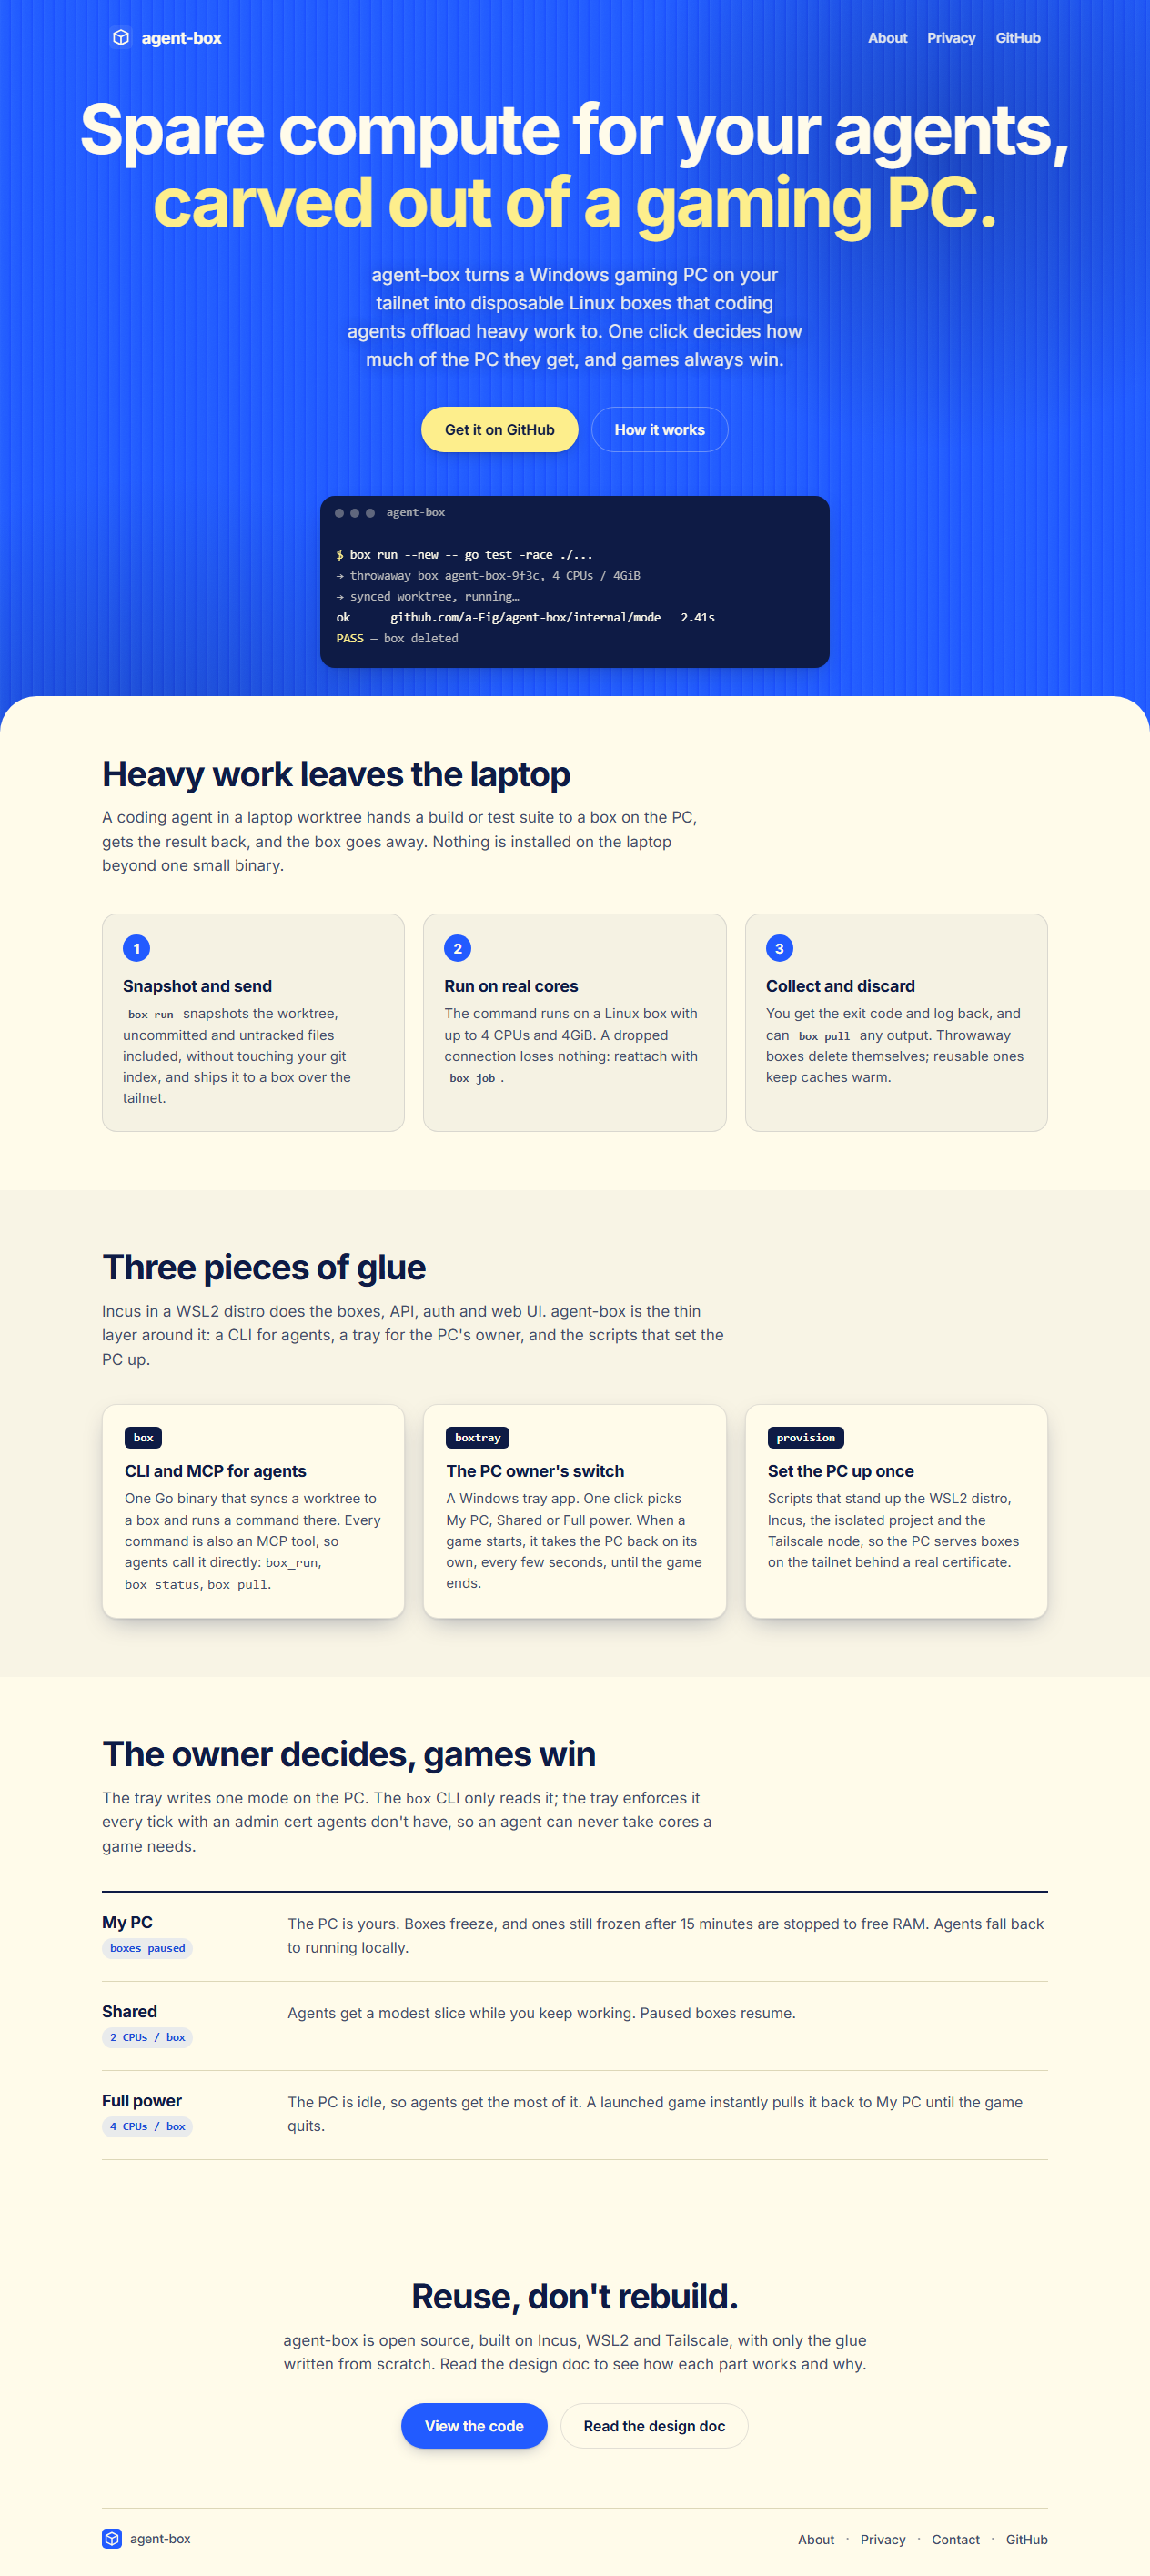 agent-box
About Privacy GitHub
Spare compute for your agents,
carved out of a gaming PC.
agent-box turns a Windows gaming PC on your
tailnet into disposable Linux boxes that coding
agents offload heavy work to. One click decides how
much of the PC they get, and games always win.
Get it on GitHub
How it works
agent-box
$ box run --new -- go test -race ./...
→ throwaway box agent-box-9f3c, 4 CPUs / 4GiB
→ synced worktree, running…
ok github.com/a-Fig/agent-box/internal/mode 2.41s
PASS — box deleted
Heavy work leaves the laptop
A coding agent in a laptop worktree hands a build or test suite to a box on the PC,
gets the result back, and the box goes away. Nothing is installed on the laptop
beyond one small binary.
1
Snapshot and send
box run snapshots the worktree,
uncommitted and untracked files
included, without touching your git
index, and ships it to a box over the
tailnet.
2
Run on real cores
The command runs on a Linux box with
up to 4 CPUs and 4GiB. A dropped
connection loses nothing: reattach with
box job.
3
Collect and discard
You get the exit code and log back, and
can box pull any output. Throwaway
boxes delete themselves; reusable ones
keep caches warm.
Three pieces of glue
Incus in a WSL2 distro does the boxes, API, auth and web UI. agent-box is the thin
layer around it: a CLI for agents, a tray for the PC's owner, and the scripts that set the
PC up.
box
CLI and MCP for agents
One Go binary that syncs a worktree to
a box and runs a command there. Every
command is also an MCP tool, so
agents call it directly: box_run,
box_status, box_pull.
boxtray
The PC owner's switch
A Windows tray app. One click picks
My PC, Shared or Full power. When a
game starts, it takes the PC back on its
own, every few seconds, until the game
ends.
provision
Set the PC up once
Scripts that stand up the WSL2 distro,
Incus, the isolated project and the
Tailscale node, so the PC serves boxes
on the tailnet behind a real certificate.
The owner decides, games win
The tray writes one mode on the PC. The box CLI only reads it; the tray enforces it
every tick with an admin cert agents don't have, so an agent can never take cores a
game needs.
My PC
boxes paused
The PC is yours. Boxes freeze, and ones still frozen after 15 minutes are stopped to free RAM. Agents fall back
to running locally.
Shared
2 CPUs / box
Agents get a modest slice while you keep working. Paused boxes resume.
Full power
4 CPUs / box
The PC is idle, so agents get the most of it. A launched game instantly pulls it back to My PC until the game
quits.
Reuse, don't rebuild.
agent-box is open source, built on Incus, WSL2 and Tailscale, with only the glue
written from scratch. Read the design doc to see how each part works and why.
View the code
Read the design doc
agent-box
About · Privacy · Contact · GitHub